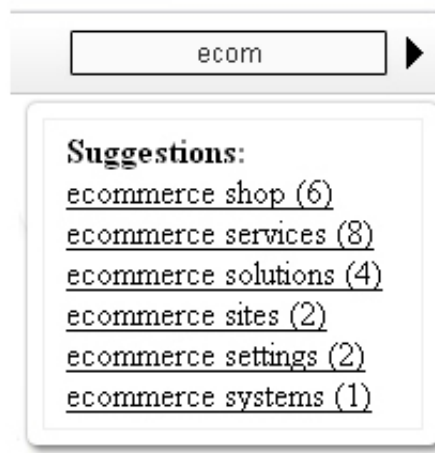 ecom
Suggestions:
ecommerce shop (6)
ecommerce services (8)
ecommerce solutions (4)
ecommerce sites (2)
ecommerce settings (2)
ecommerce systems (1)